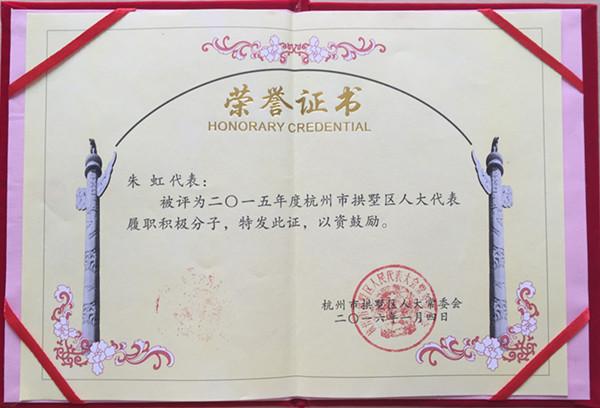 荣誉证书
HONORARY CREDENTIAL
朱 虹 代表：
被评为二〇一五年度杭州市拱墅区人大代表
履职积极分子，特发此证，以资鼓励。
杭州市拱墅区人大常委会
二〇一六年 月四日